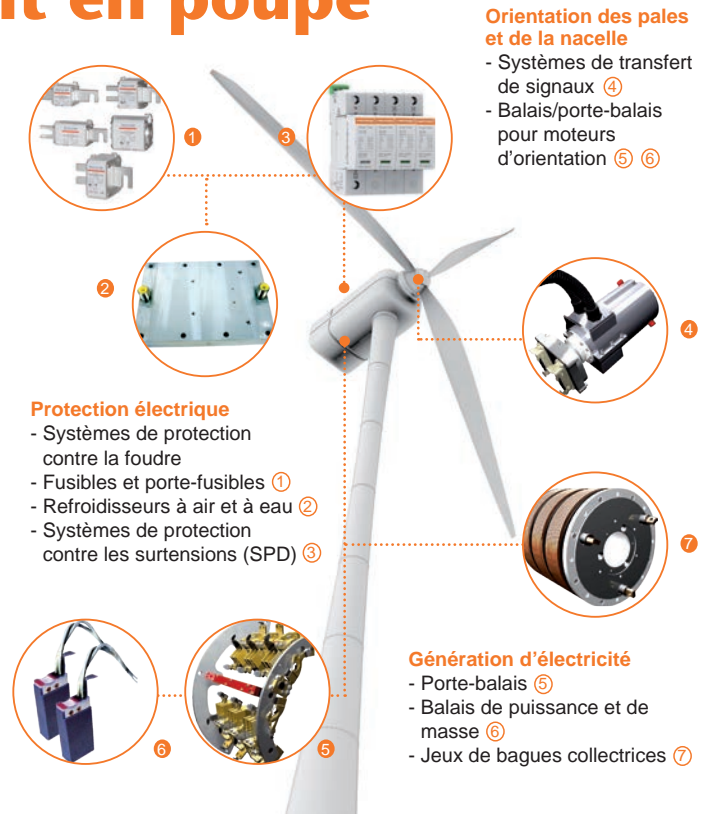 en poupe
Orientation des pales
et de la nacelle
- Systèmes de transfert
de signaux ④
- Balais/porte-balais
pour moteurs
d'orientation ⑤ ⑥
1
3
2
4
Protection électrique
- Systèmes de protection
contre la foudre
- Fusibles et porte-fusibles ①
- Refroidisseurs à air et à eau ②
- Systèmes de protection
contre les surtensions (SPD) ③
7
6
5
Génération d'électricité
- Porte-balais ⑤
- Balais de puissance et de
masse ⑥
- Jeux de bagues collectrices ⑦